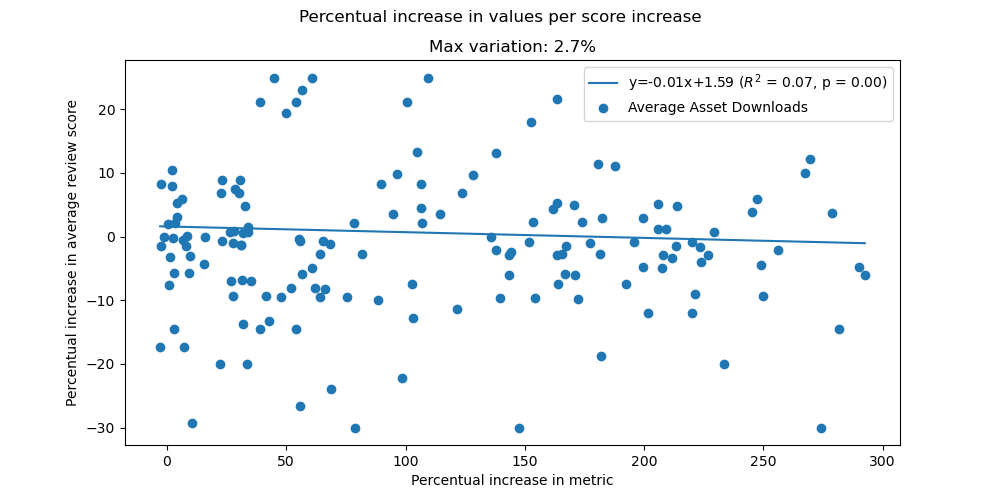 Percentual increase in values per score increase
Max variation: 2.7%
y=-0.01x+1.59 ($R^2$ = 0.07, p = 0.00)
Average Asset Downloads
Percentual increase in average review score
20
10
0
−10
−20
−30
0
50
100
150
200
250
300
Percentual increase in metric